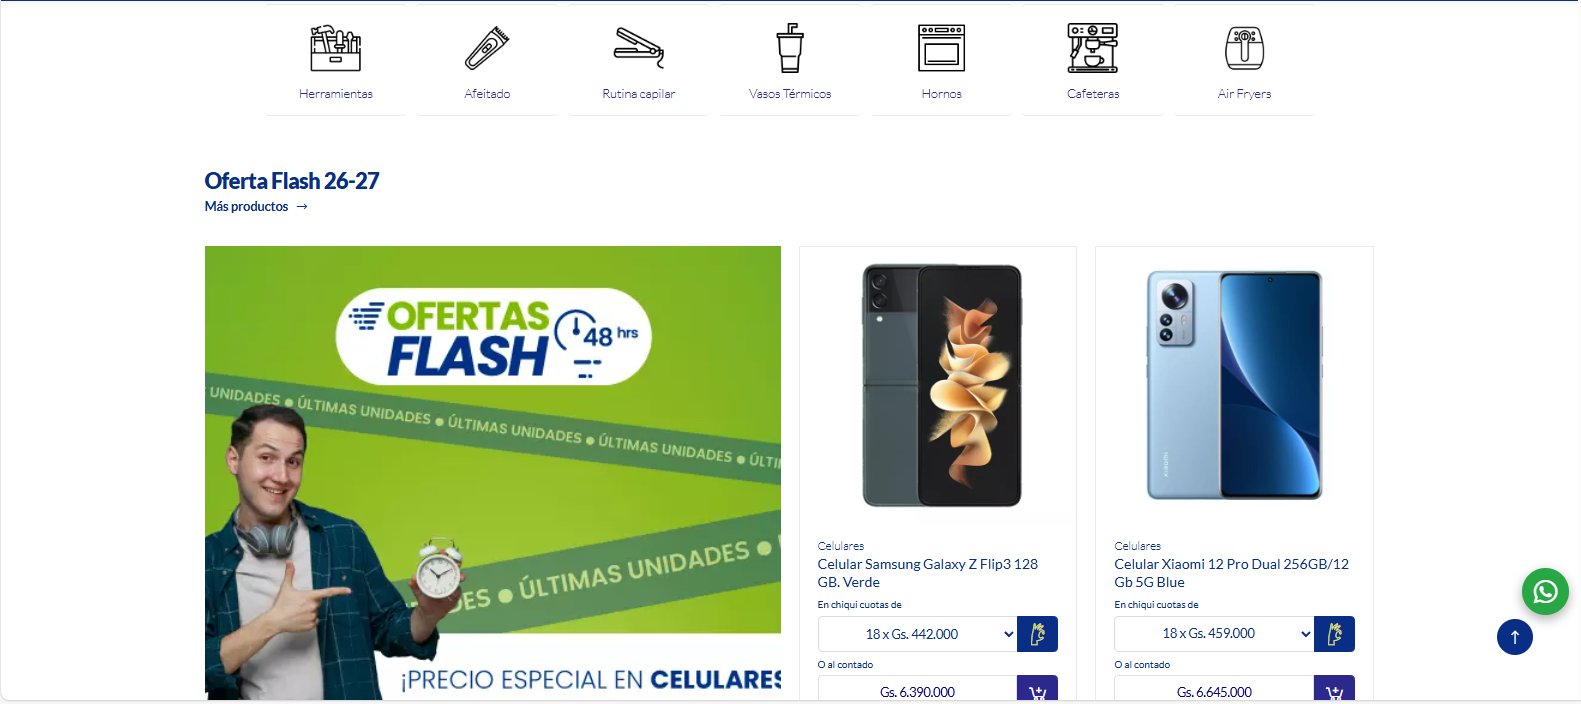 Herramientas
Afeitado
Rutina capilar
Vasos Térmicos
Hornos
Cafeteras
Air Fryers
Oferta Flash 26-27
Más productos →
OFERTAS
FLASH
48 hrs
UNIDADES ● ÚLTIMAS UNIDADES ● ÚLTIMAS UNIDADES ● ÚLTIMAS UNIDADES ● ÚLTI
DES ● ÚLTIMAS UNIDADES ●
¡PRECIO ESPECIAL EN CELULARES
Celulares
Celular Samsung Galaxy Z Flip3 128
GB. Verde
En chiqui cuotas de
18 x Gs. 442.000
O al contado
Gs. 6.390.000
xiaomi
Celulares
Celular Xiaomi 12 Pro Dual 256GB/12
Gb 5G Blue
En chiqui cuotas de
18 x Gs. 459.000
O al contado
Gs. 6.645.000